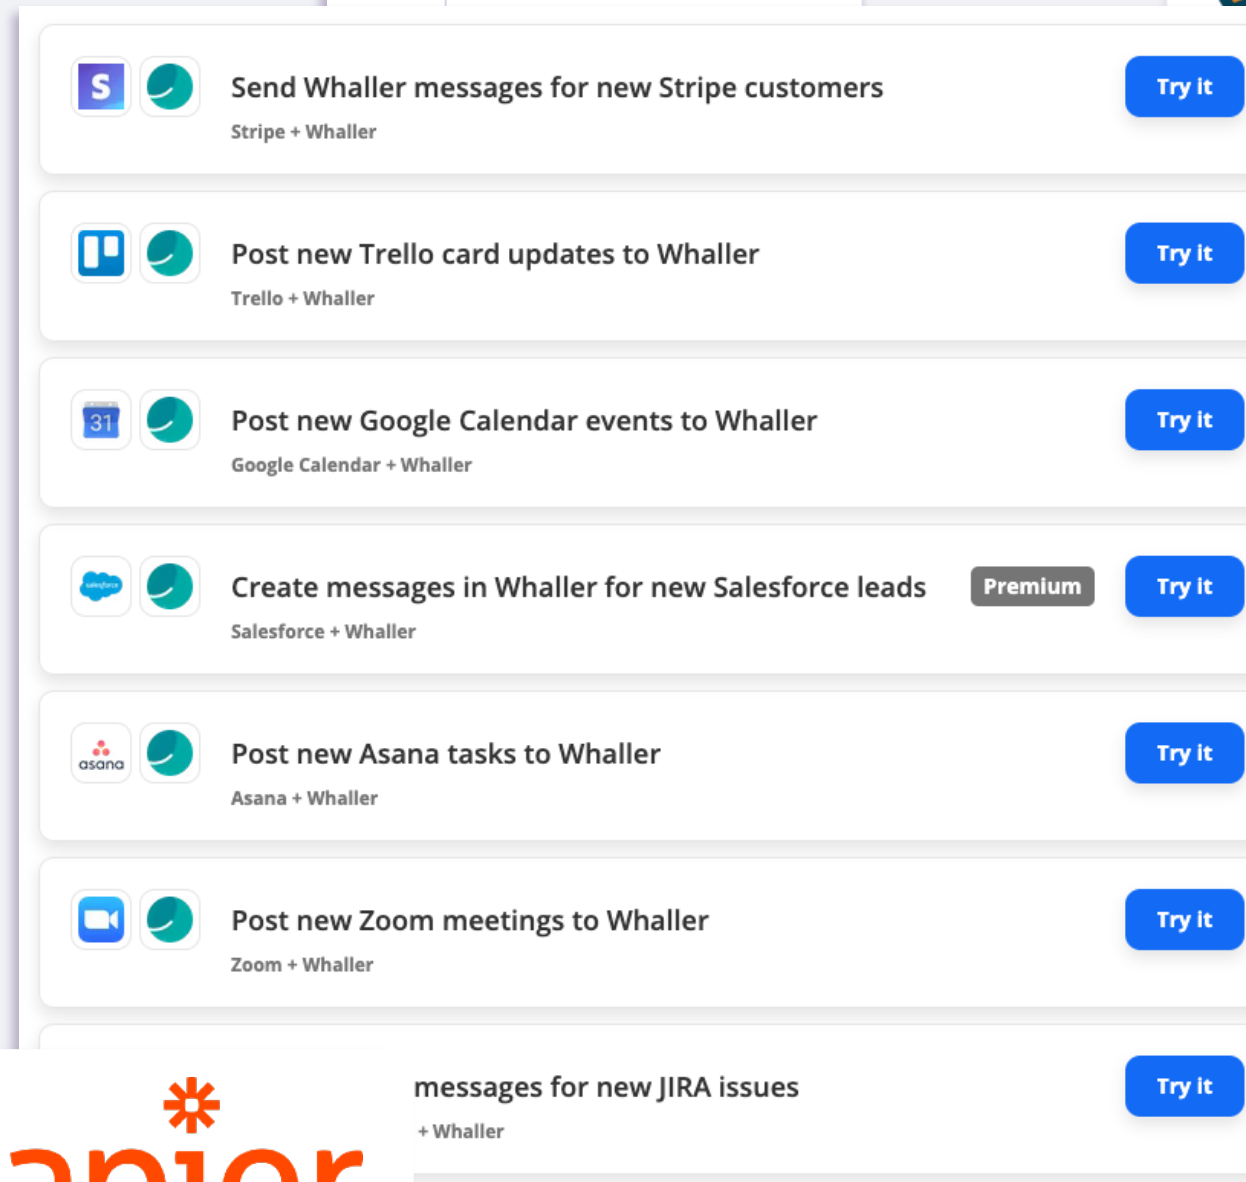 S
Send Whaller messages for new Stripe customers
Try it
Stripe + Whaller
Post new Trello card updates to Whaller
Try it
Trello + Whaller
31
Post new Google Calendar events to Whaller
Try it
Google Calendar + Whaller
salesforce
Create messages in Whaller for new Salesforce leads
Premium
Try it
Salesforce + Whaller
asana
Post new Asana tasks to Whaller
Try it
Asana + Whaller
Post new Zoom meetings to Whaller
Try it
Zoom + Whaller
messages for new JIRA issues
Try it
+ Whaller
apier